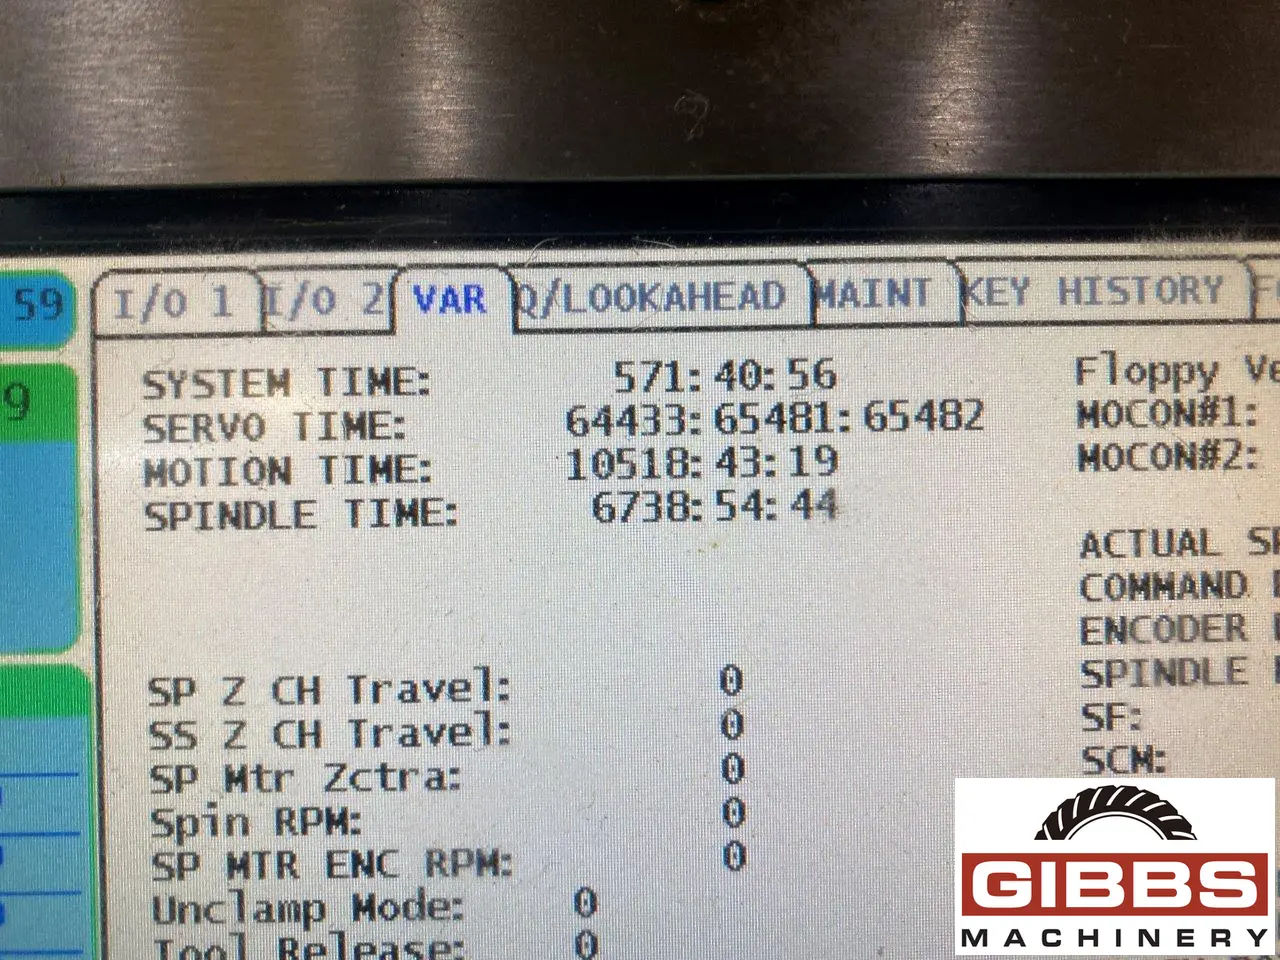 59
I/O 1 I/O 2 VAR Q/LOOKAHEAD MAINT KEY HISTORY
9
SYSTEM TIME: 571:40:56
SERVO TIME: 64433:65481:65482
MOTION TIME: 10518:43:19
SPINDLE TIME: 6738:54:44
SP Z CH Travel: 0
SS Z CH Travel: 0
SP Mtr Zctra: 0
Spin RPM: 0
SP MTR ENC RPM: 0
Unclamp Mode: 0
Tool Release: 0
Floppy Ve
MOCON#1:
MOCON#2:
ACTUAL
COMMAND
ENCODER
SPINDLE
SF:
SCM:
GIBBS
MACHINERY